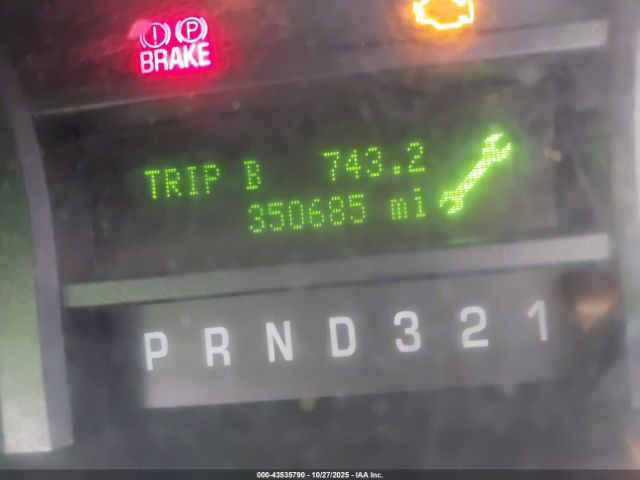 (!) (P)
BRAKE
TRIP B 743.2
350685 mi
P R N D 3 2 1
000-43535790 - 10/27/2025 - IAA Inc.